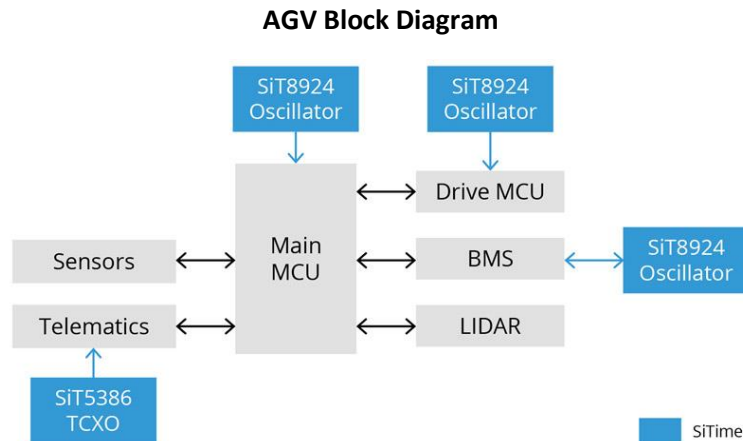 AGV Block Diagram
SiT8924
Oscillator
SiT8924
Oscillator
Drive MCU
Main
MCU
Sensors
BMS
SiT8924
Oscillator
Telematics
LIDAR
SiT5386
TCXO
SiTime